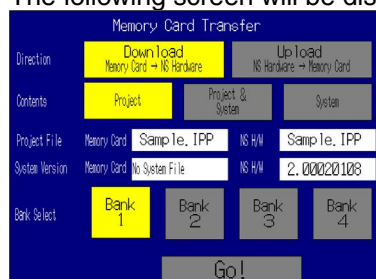 The following screen will be dis
Memory Card Transfer
Direction Download Upload
Memory Card → NS Hardware NS Hardware → Memory Card
Contents Project Project & System System
Project File Memory Card Sample.IPP NS H/W Sample.IPP
System Version Memory Card No System File NS H/W 2.00020108
Bank Select Bank 1 Bank 2 Bank 3 Bank 4
Go!